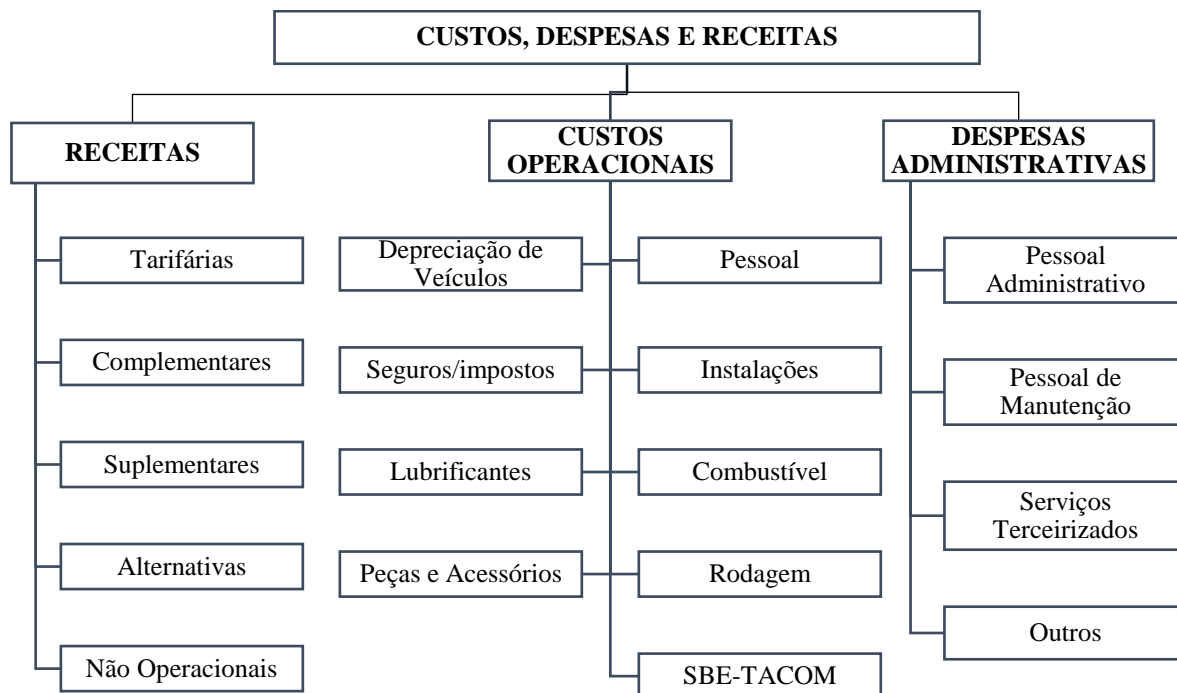 CUSTOS, DESPESAS E RECEITAS
RECEITAS
Tarifárias
Complementares
Suplementares
Alternativas
Não Operacionais
CUSTOS
OPERACIONAIS
Depreciação de
Veículos
Pessoal
Seguros/impostos
Instalações
Lubrificantes
Combustível
Peças e Acessórios
Rodagem
SBE-TACOM
DESPESAS
ADMINISTRATIVAS
Pessoal
Administrativo
Pessoal de
Manutenção
Serviços
Terceirizados
Outros